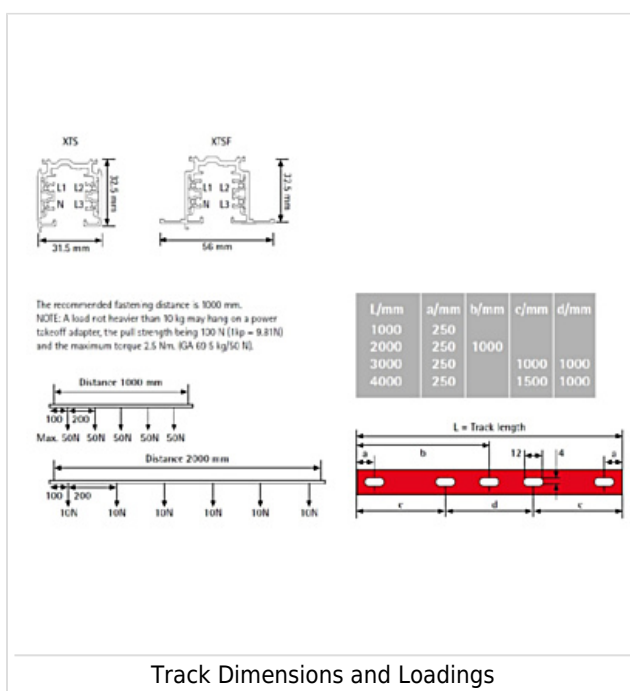 XTS XTSF
L1 L2
N L3
32.5 mm
31.5 mm
L1 L2
N L3
32.5 mm
56 mm
The recommended fastening distance is 1000 mm.
NOTE: A load not heavier than 10 kg may hang on a power
takeoff adapter, the pull strength being 100 N (1kp = 9.81N)
and the maximum torque 2.5 Nm. (GA 69 5 kg/50 N).
Distance 1000 mm
100 200
Max. 50N 50N 50N 50N 50N
Distance 2000 mm
100 200
10N 10N 10N 10N 10N 10N
L/mm a/mm b/mm c/mm d/mm
1000 250
2000 250 1000
3000 250 1000 1000
4000 250 1500 1000
L = Track length
a b 12 4 a
c d c
Track Dimensions and Loadings